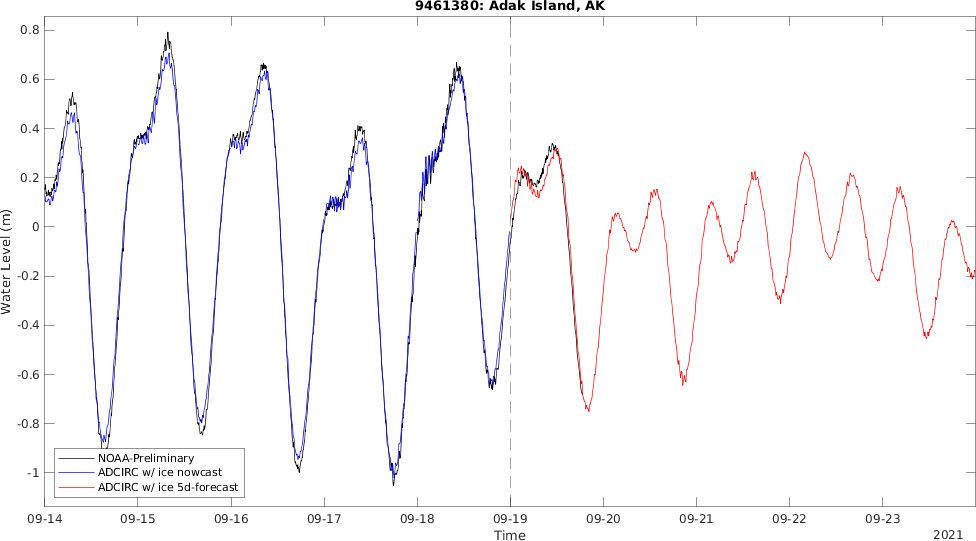 9461380: Adak Island, AK
Water Level (m)
0.8
0.6
0.4
0.2
0
-0.2
-0.4
-0.6
-0.8
-1
NOAA-Preliminary
ADCIRC w/ ice nowcast
ADCIRC w/ ice 5d-forecast
09-14 09-15 09-16 09-17 09-18 09-19 09-20 09-21 09-22 09-23
Time
2021